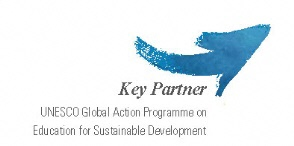 Key Partner
UNESCO Global Action Programme on
Education for Sustainable Development